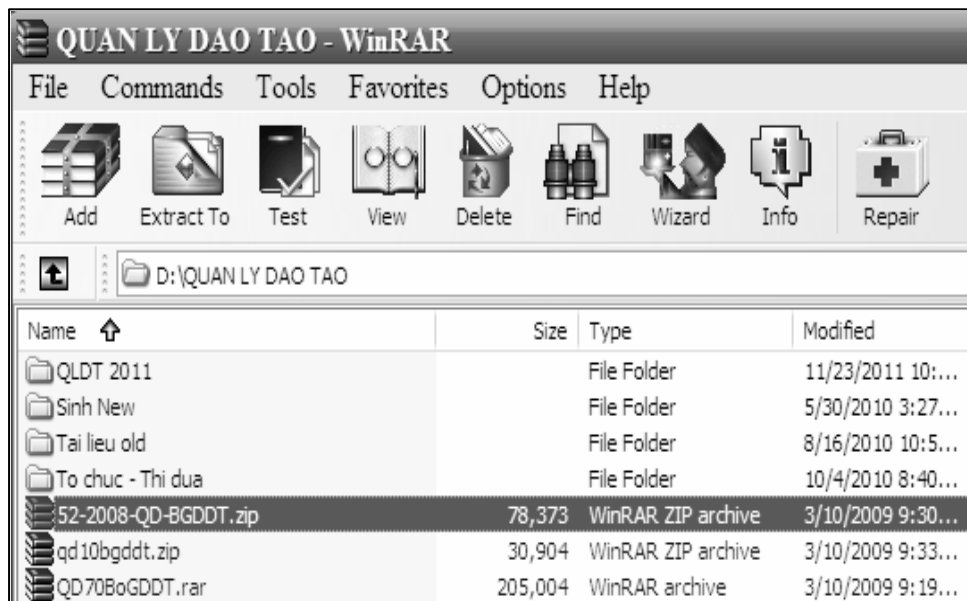 QUAN LY DAO TAO - WinRAR
File Commands Tools Favorites Options Help
Add Extract To Test View Delete Find Wizard Info Repair
D:\QUAN LY DAO TAO
Name Size Type Modified
QLDT 2011 File Folder 11/23/2011 10:...
Sinh New File Folder 5/30/2010 3:27...
Tai lieu old File Folder 8/16/2010 10:5...
To chuc - Thi dua File Folder 10/4/2010 8:40...
52-2008-QD-BGDDT.zip 78,373 WinRAR ZIP archive 3/10/2009 9:30...
qd10bgddt.zip 30,904 WinRAR ZIP archive 3/10/2009 9:33...
QD70BoGDDT.rar 205,004 WinRAR archive 3/10/2009 9:19...